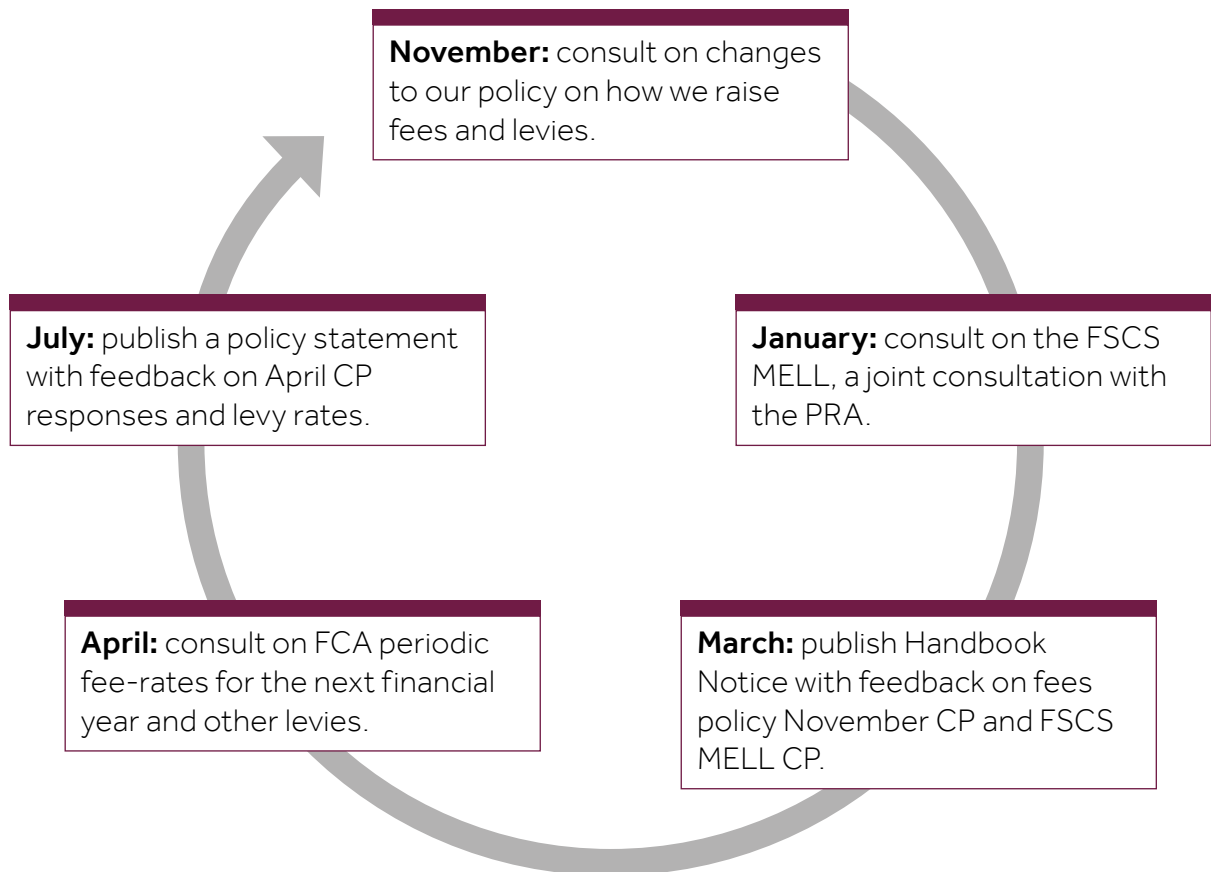 November: consult on changes
to our policy on how we raise
fees and levies.
January: consult on the FSCS
MELL, a joint consultation with
the PRA.
March: publish Handbook
Notice with feedback on fees
policy November CP and FSCS
MELL CP.
April: consult on FCA periodic
fee-rates for the next financial
year and other levies.
July: publish a policy statement
with feedback on April CP
responses and levy rates.